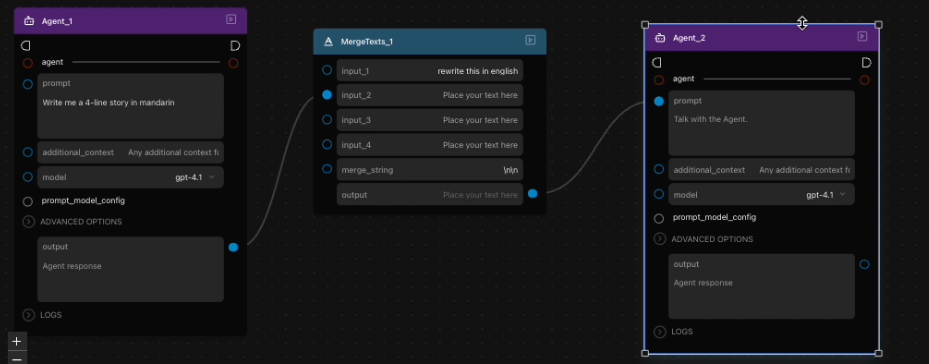 Agent_1
agent
prompt
Write me a 4-line story in mandarin
additional_context Any additional context fo
model gpt-4.1
prompt_model_config
ADVANCED OPTIONS
output
Agent response
LOGS
MergeTexts_1
input_1 rewrite this in english
input_2 Place your text here
input_3 Place your text here
input_4 Place your text here
merge_string \n\n
output Place your text here
Agent_2
agent
prompt
Talk with the Agent.
additional_context Any additional context fo
model gpt-4.1
prompt_model_config
ADVANCED OPTIONS
output
Agent response
LOGS